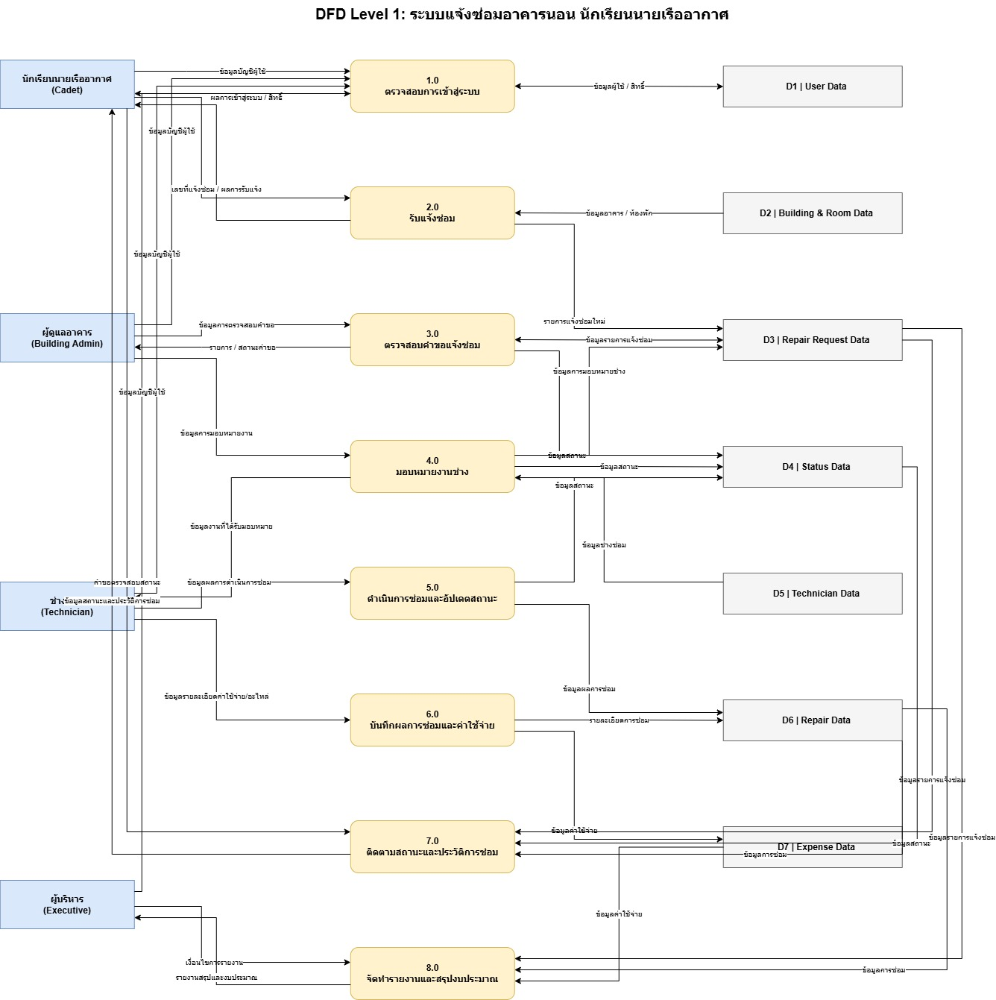 DFD Level 1: ระบบแจ้งซ่อมอาคารนอน นักเรียนนายเรืออากาศ
นักเรียนนายเรืออากาศ
(Cadet)
ข้อมูลบัญชีผู้ใช้
1.0
ตรวจสอบการเข้าสู่ระบบ
ข้อมูลผู้ใช้ / สิทธิ์
D1 | User Data
ผลการเข้าสู่ระบบ / สิทธิ์
ข้อมูลบัญชีผู้ใช้
เลขที่แจ้งซ่อม / ผลการรับแจ้ง
2.0
รับแจ้งซ่อม
ข้อมูลอาคาร / ห้องพัก
D2 | Building & Room Data
ข้อมูลบัญชีผู้ใช้
ผู้ดูแลอาคาร
(Building Admin)
ข้อมูลการตรวจสอบคำขอ
รายการ / สถานะคำขอ
3.0
ตรวจสอบคำขอแจ้งซ่อม
รายการแจ้งซ่อมใหม่
ข้อมูลรายการแจ้งซ่อม
D3 | Repair Request Data
ข้อมูลการมอบหมายช่าง
ข้อมูลบัญชีผู้ใช้
ข้อมูลการมอบหมายงาน
4.0
มอบหมายงานช่าง
ข้อมูลสถานะ
ข้อมูลสถานะ
ข้อมูลสถานะ
D4 | Status Data
ข้อมูลงานที่ได้รับมอบหมาย
ข้อมูลช่างซ่อม
คำขอตรวจสอบสถานะ
ข้อมูลผลการดำเนินการซ่อม
ช่าง
(Technician)
ข้อมูลสถานะและประวัติการซ่อม
5.0
ดำเนินการซ่อมและอัปเดตสถานะ
D5 | Technician Data
ข้อมูลรายละเอียดค่าใช้จ่าย/อะไหล่
ข้อมูลผลการซ่อม
6.0
บันทึกผลการซ่อมและค่าใช้จ่าย
รายละเอียดการซ่อม
D6 | Repair Data
ข้อมูลรายการแจ้งซ่อม
7.0
ติดตามสถานะและประวัติการซ่อม
ข้อมูลค่าใช้จ่าย
D7 | Expense Data
ข้อมูลการซ่อม
ข้อมูลสถานะ
ข้อมูลรายการแจ้งซ่อม
ผู้บริหาร
(Executive)
ข้อมูลค่าใช้จ่าย
เงื่อนไขการรายงาน
รายงานสรุปและงบประมาณ
8.0
จัดทำรายงานและสรุปงบประมาณ
ข้อมูลการซ่อม